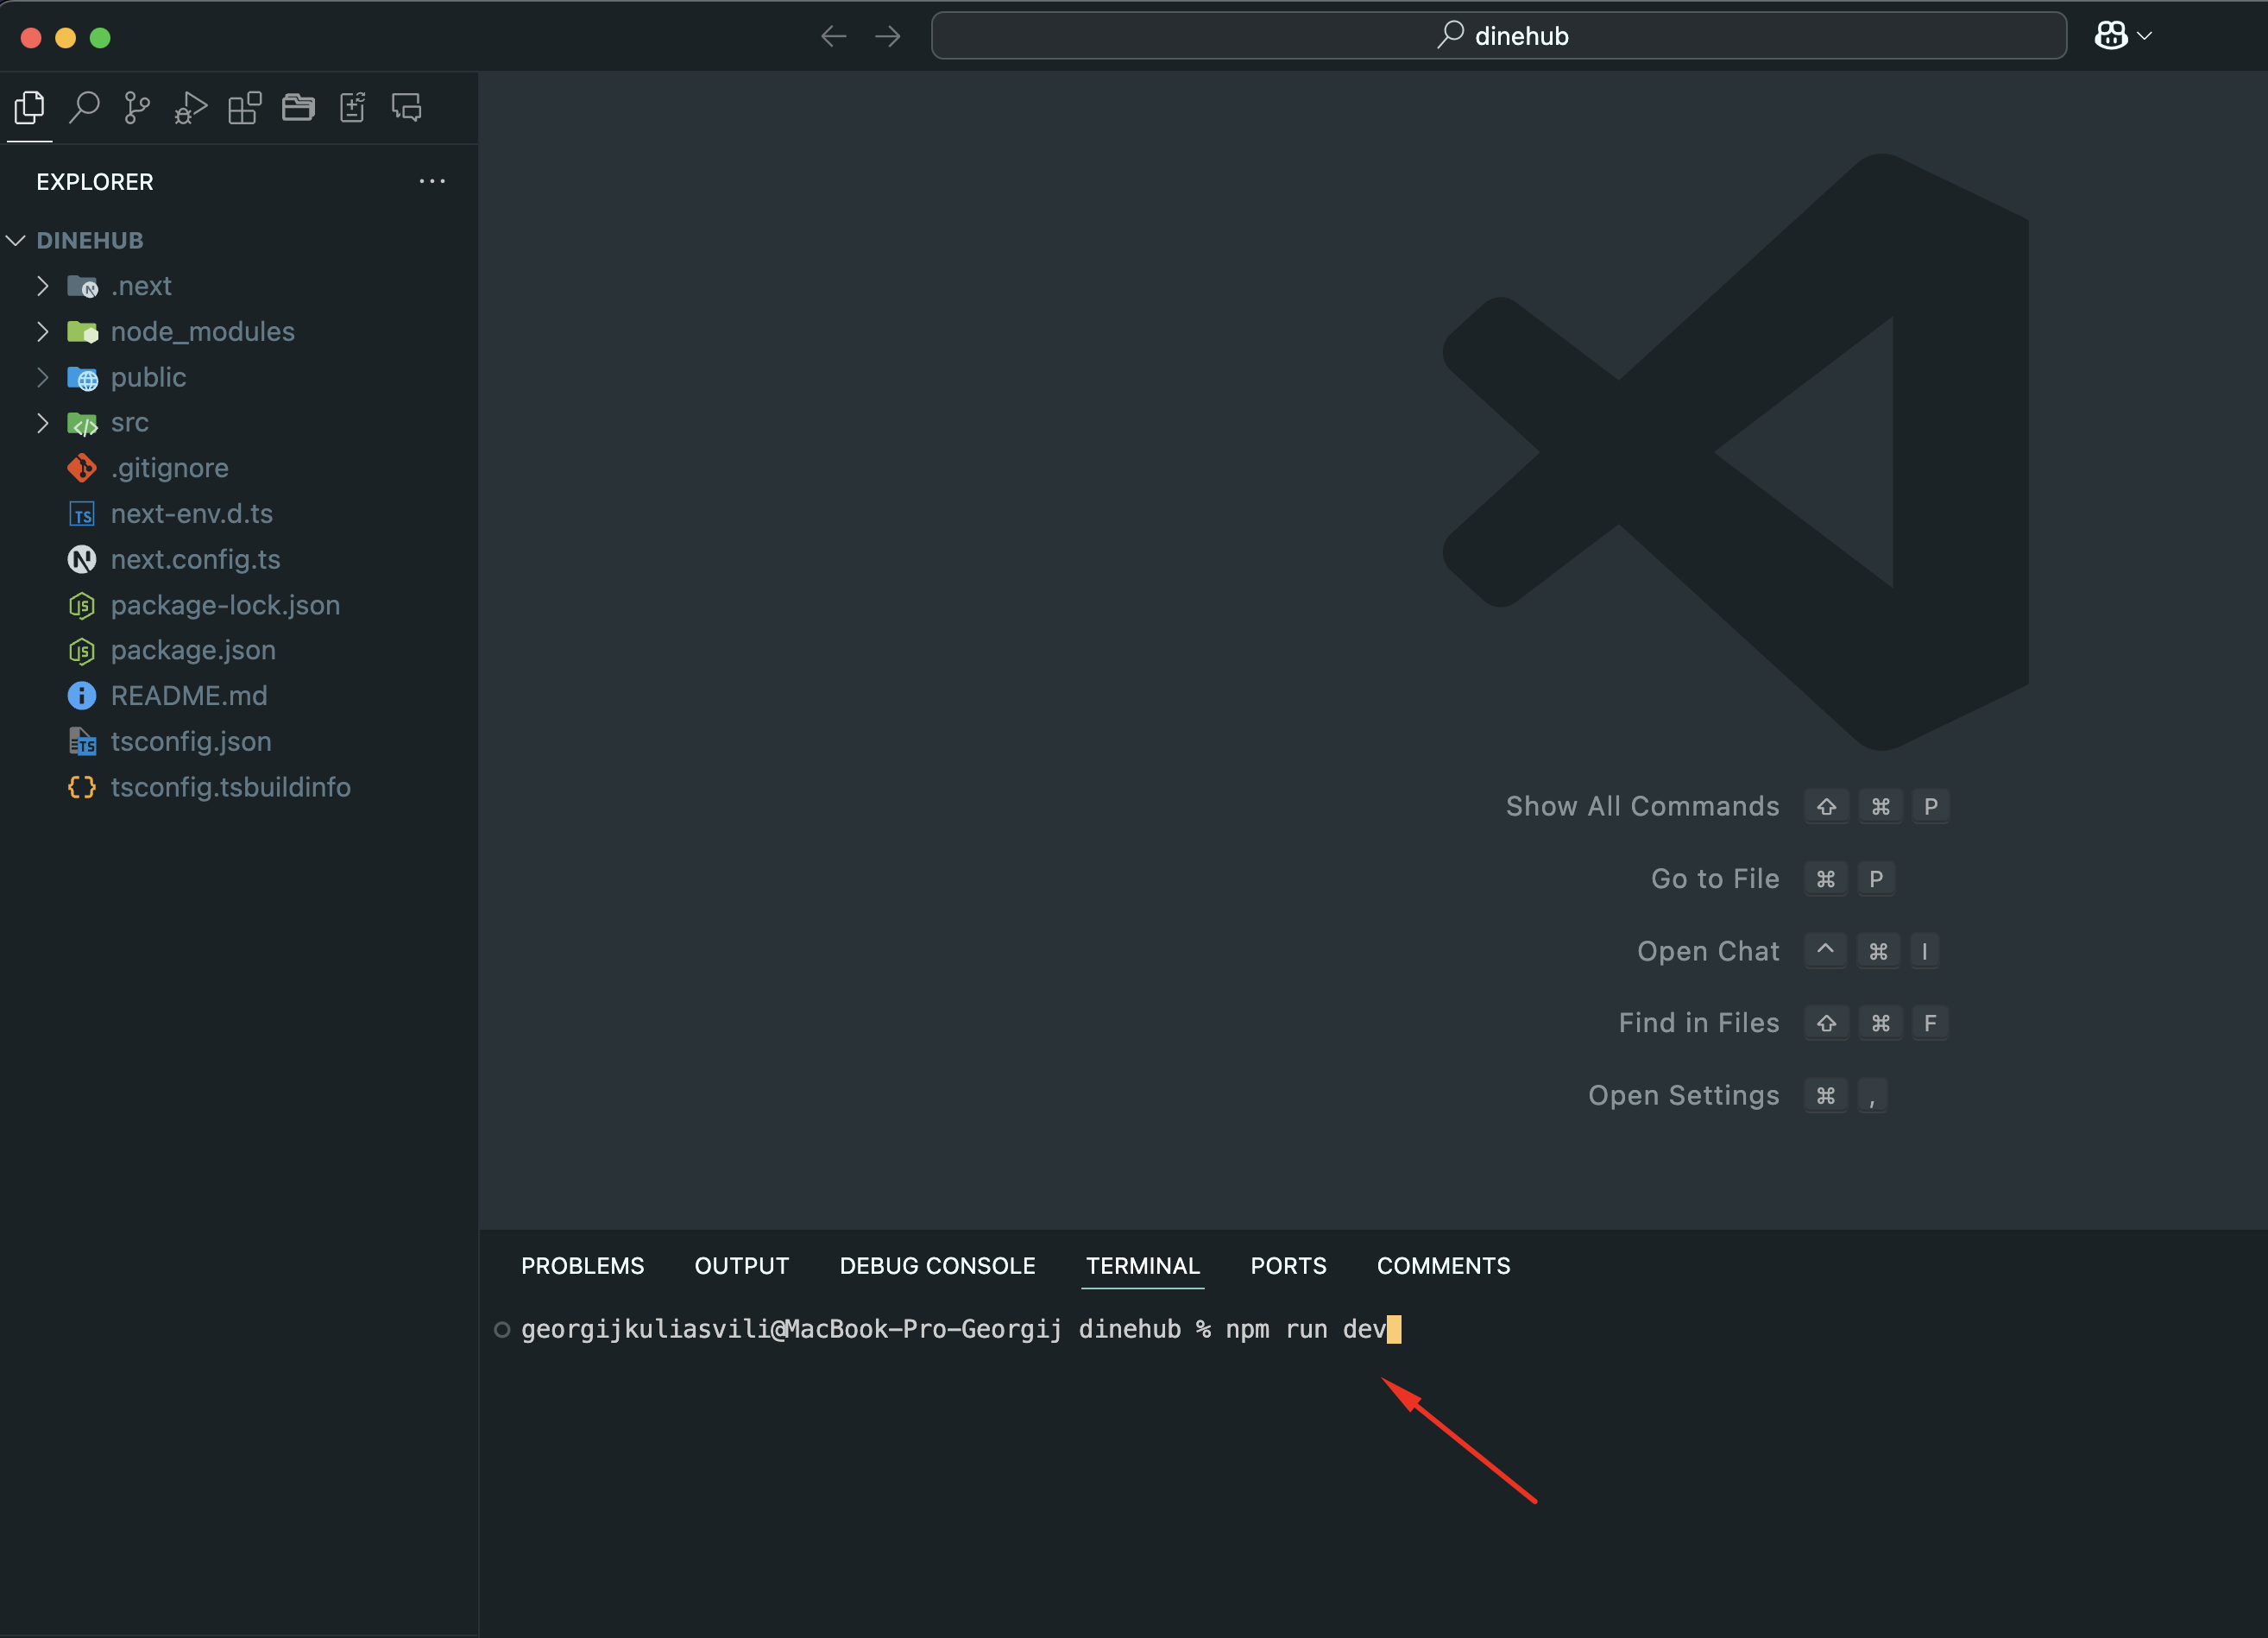 dinehub
EXPLORER
DINEHUB
.next
node_modules
public
src
.gitignore
next-env.d.ts
next.config.ts
package-lock.json
package.json
README.md
tsconfig.json
tsconfig.tsbuildinfo
Show All Commands ⇧ ⌘ P
Go to File ⌘ P
Open Chat ^ ⌘ I
Find in Files ⇧ ⌘ F
Open Settings ⌘ ,
PROBLEMS OUTPUT DEBUG CONSOLE TERMINAL PORTS COMMENTS
georgijkuliasvili@MacBook-Pro-Georgij dinehub % npm run dev